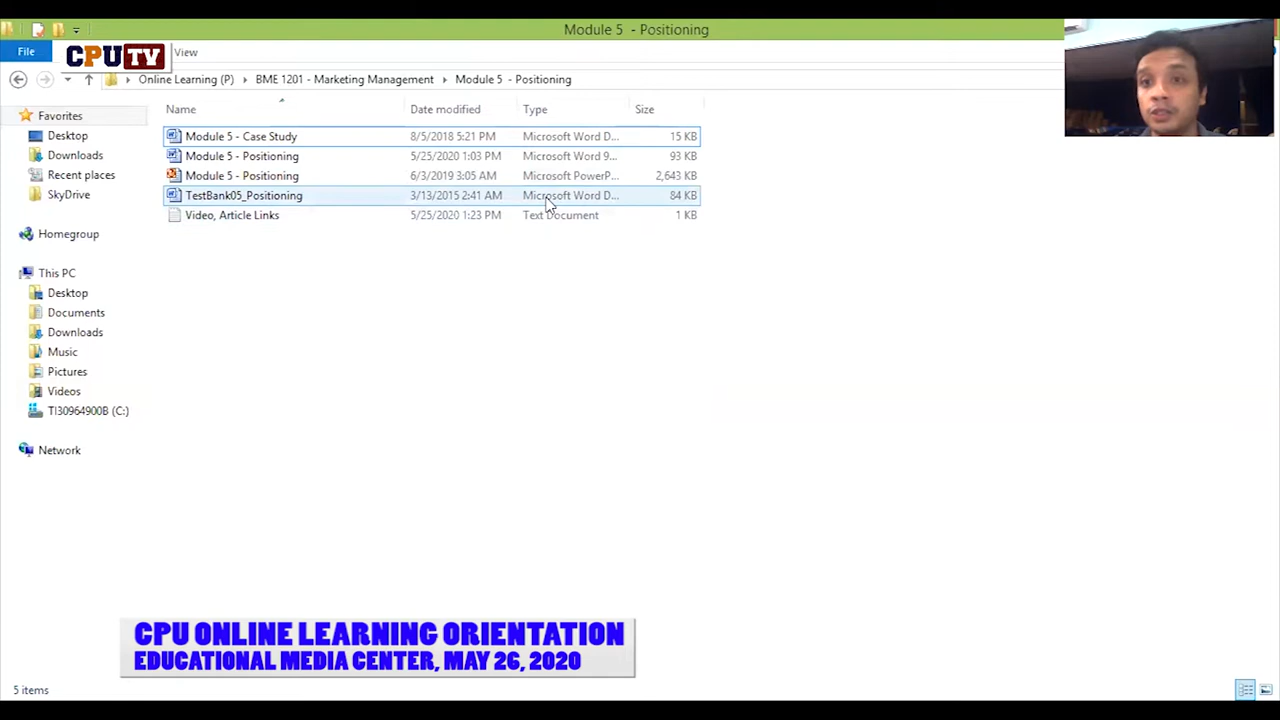 Module 5 - Positioning
File
CPUTV
View
Online Learning (P) BME 1201 - Marketing Management Module 5 - Positioning
Name Date modified Type Size
Favorites
Desktop
Downloads
Recent places
SkyDrive
Homegroup
This PC
Desktop
Documents
Downloads
Music
Pictures
Videos
TI30964900B (C:)
Network
Module 5 - Case Study 8/5/2018 5:21 PM Microsoft Word D... 15 KB
Module 5 - Positioning 5/25/2020 1:03 PM Microsoft Word 9... 93 KB
Module 5 - Positioning 6/3/2019 3:05 AM Microsoft PowerP... 2,643 KB
TestBank05_Positioning 3/13/2015 2:41 AM Microsoft Word D... 84 KB
Video, Article Links 5/25/2020 1:23 PM Text Document 1 KB
CPU ONLINE LEARNING ORIENTATION
EDUCATIONAL MEDIA CENTER, MAY 26, 2020
5 items